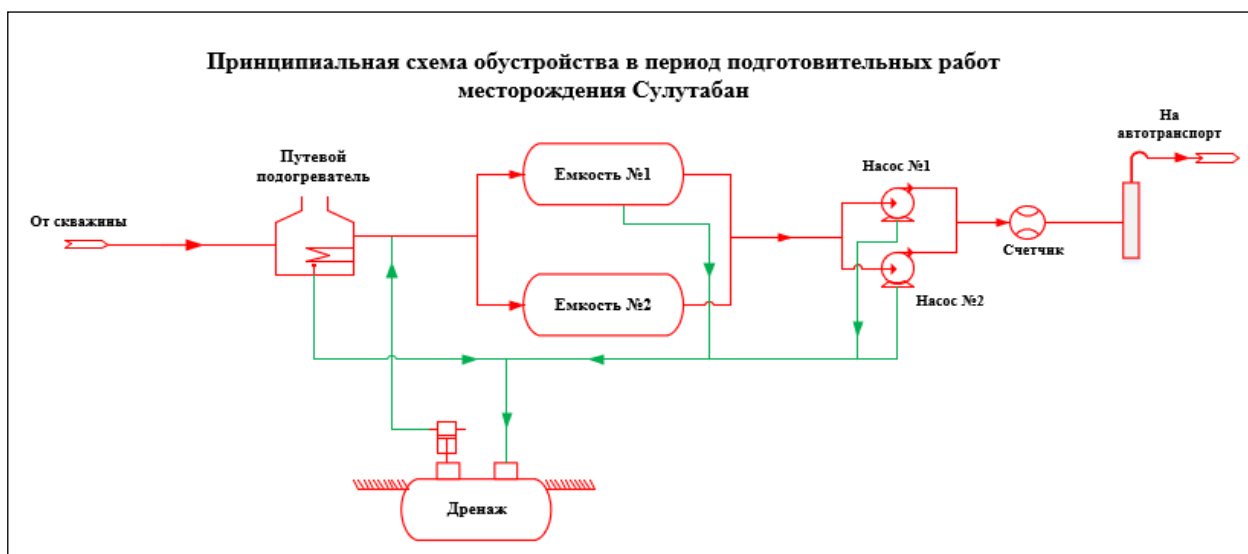 Принципиальная схема обустройства в период подготовительных работ
месторождения Сулутабан
На
автотранспорт
Путевой
подогреватель
Емкость №1
Насос №1
От скважины
Счетчик
Емкость №2
Насос №2
Дренаж